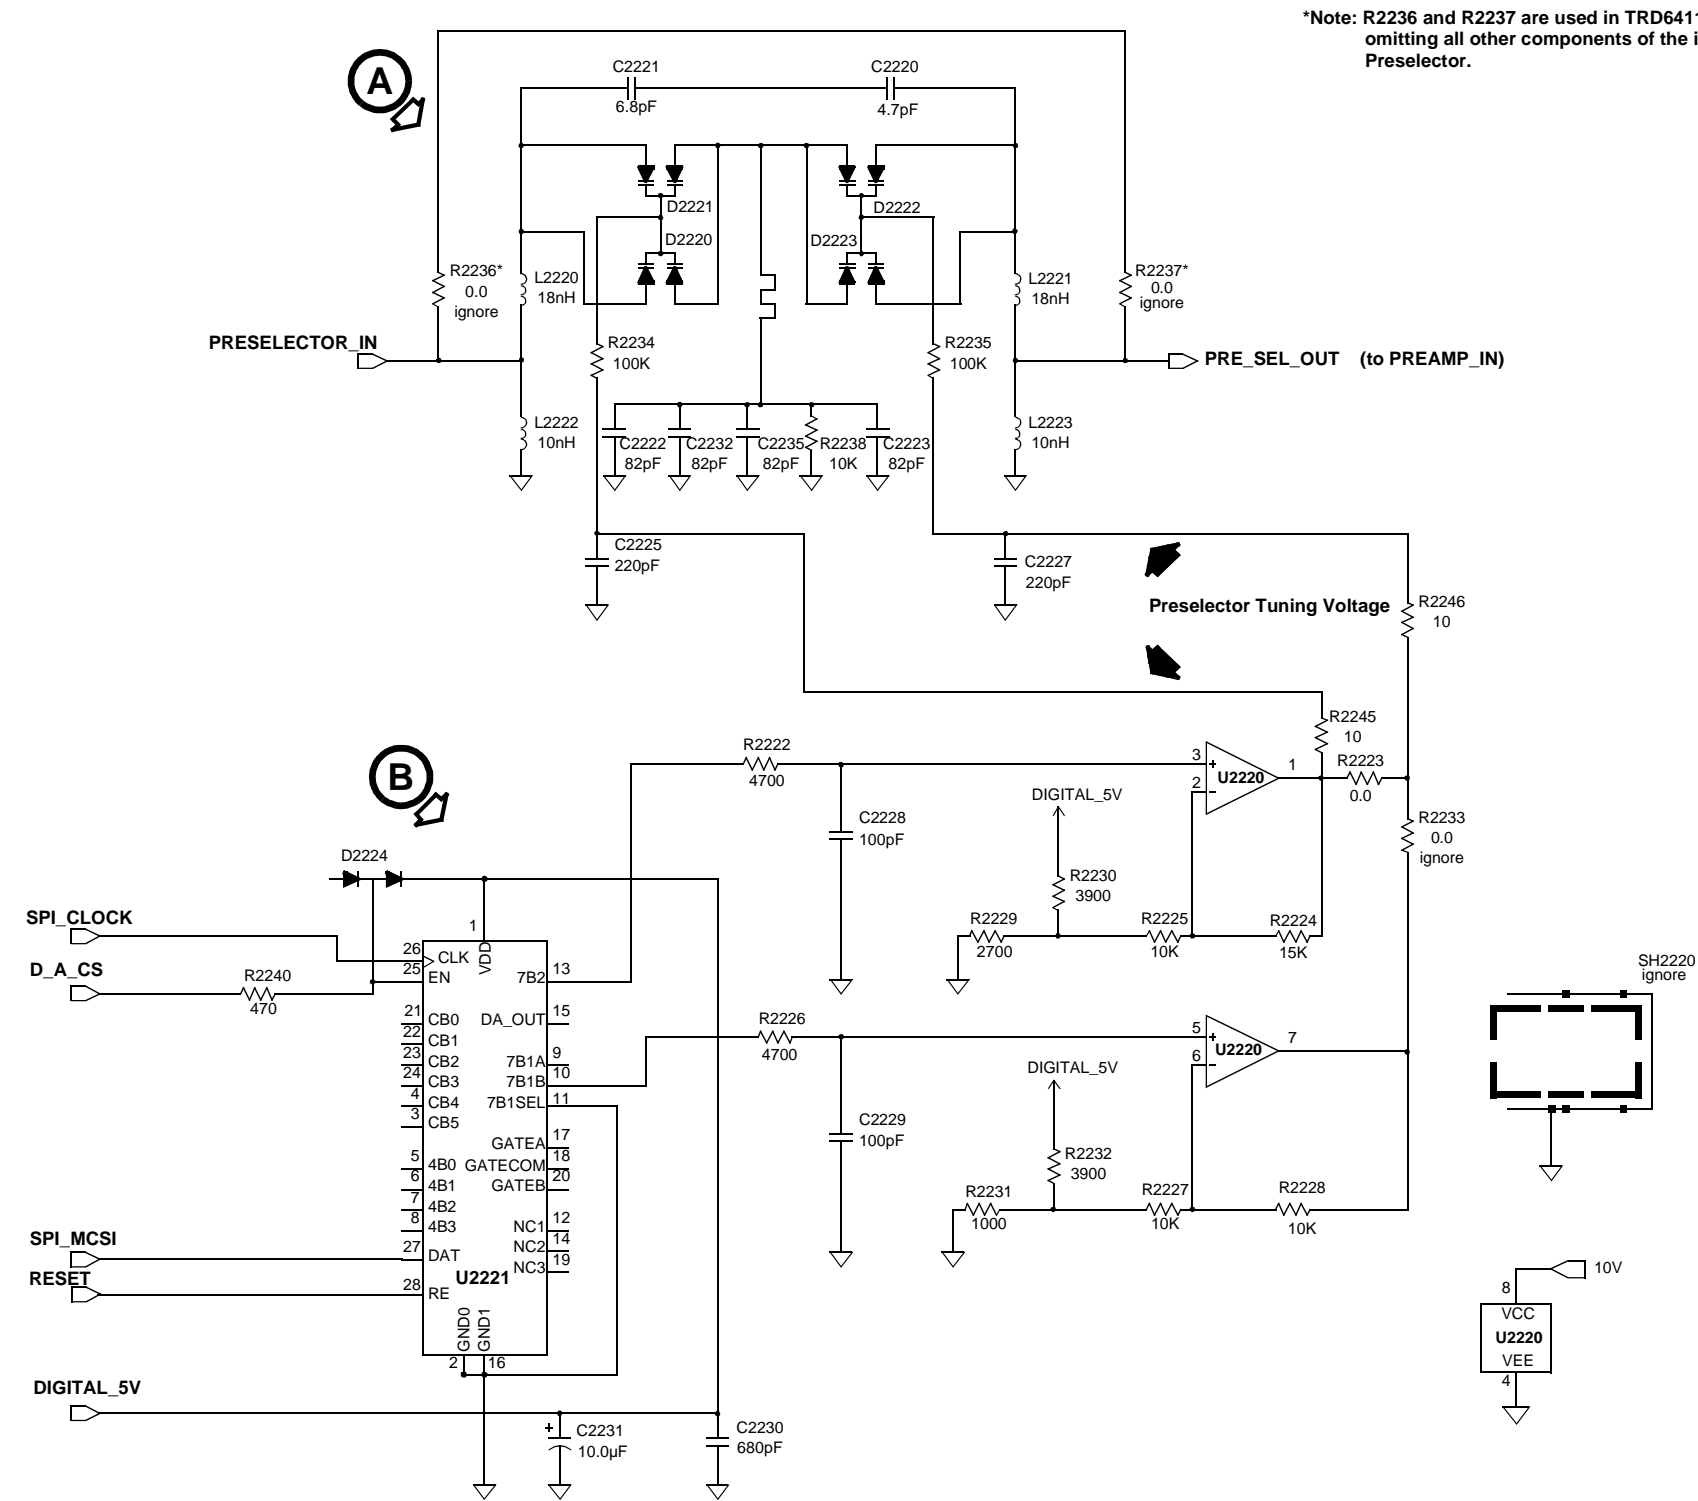 *Note: R2236 and R2237 are used in TRD641
omitting all other components of the i
Preselector.
A
C2221
6.8pF
C2220
4.7pF
D2221
D2222
D2220
D2223
R2236*
0.0
ignore
L2220
18nH
L2221
18nH
R2237*
0.0
ignore
PRESELECTOR_IN
R2234
100K
R2235
100K
PRE_SEL_OUT (to PREAMP_IN)
L2222
10nH
C2222
82pF
C2232
82pF
C2235
82pF
R2238
10K
C2223
82pF
L2223
10nH
C2225
220pF
C2227
220pF
Preselector Tuning Voltage
R2246
10
R2245
10
B
R2222
4700
3
+
2
–
U2220
1
R2223
0.0
DIGITAL_5V
C2228
100pF
R2233
0.0
ignore
D2224
R2230
3900
SPI_CLOCK
1
VDD
R2229
2700
R2225
10K
R2224
15K
26
CLK
25
EN
7B2
13
D_A_CS
R2240
470
SH2220
ignore
21
CB0
DA_OUT
15
22
CB1
23
CB2
7B1A
9
24
CB3
7B1B
10
4
CB4
7B1SEL
11
3
CB5
R2226
4700
5
+
6
–
U2220
7
DIGITAL_5V
C2229
100pF
GATEA
17
5
4B0
GATECOM
18
6
4B1
GATEB
20
7
4B2
8
4B3
NC1
12
NC2
14
NC3
19
R2232
3900
R2231
1000
R2227
10K
R2228
10K
SPI_MCSI
27
DAT
U2221
RESET
28
RE
10V
8
VCC
U2220
VEE
4
GND0
GND1
2
16
DIGITAL_5V
+
C2231
10.0µF
C2230
680pF